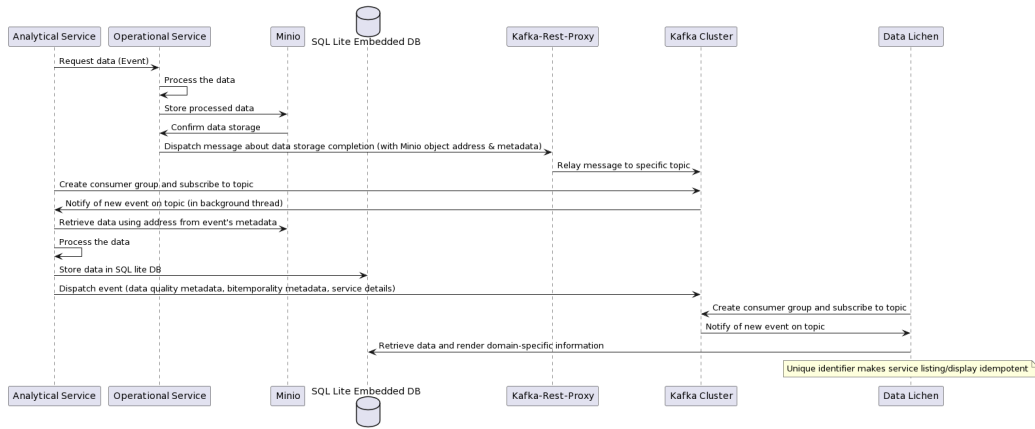 SQL Lite Embedded DB
Analytical Service
Operational Service
Minio
Kafka-Rest-Proxy
Kafka Cluster
Data Lichen
Request data (Event)
Process the data
Store processed data
Confirm data storage
Dispatch message about data storage completion (with Minio object address & metadata)
Relay message to specific topic
Create consumer group and subscribe to topic
Notify of new event on topic (in background thread)
Retrieve data using address from event's metadata
Process the data
Store data in SQL lite DB
Dispatch event (data quality metadata, bitemporality metadata, service details)
Create consumer group and subscribe to topic
Notify of new event on topic
Retrieve data and render domain-specific information
Unique identifier makes service listing/display idempotent
Analytical Service
Operational Service
Minio
SQL Lite Embedded DB
Kafka-Rest-Proxy
Kafka Cluster
Data Lichen